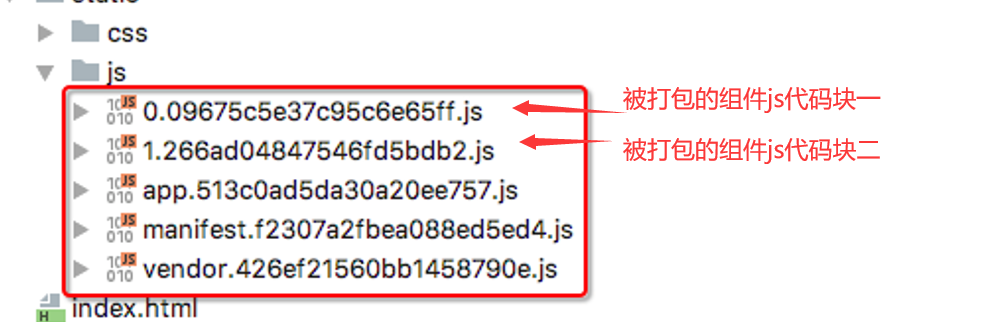 static
css
js
0.09675c5e37c95c6e65ff.js
被打包的组件js代码块一
1.266ad04847546fd5bdb2.js
被打包的组件js代码块二
app.513c0ad5da30a20ee757.js
manifest.f2307a2fbea088ed5ed4.js
vendor.426ef21560bb1458790e.js
index.html